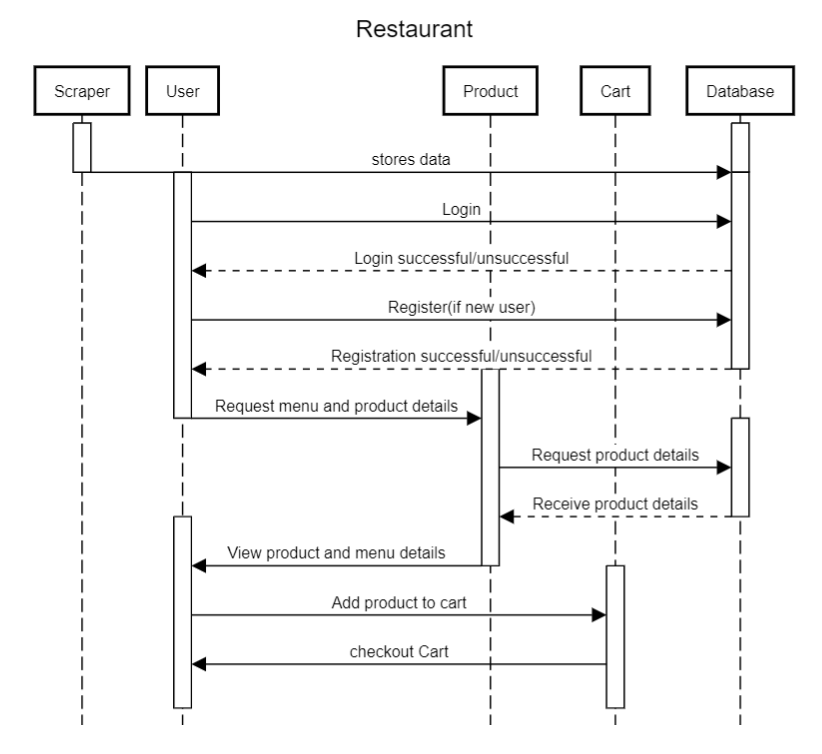 Restaurant
Scraper
User
Product
Cart
Database
stores data
Login
Login successful/unsuccessful
Register(if new user)
Registration successful/unsuccessful
Request menu and product details
Request product details
Receive product details
View product and menu details
Add product to cart
checkout Cart